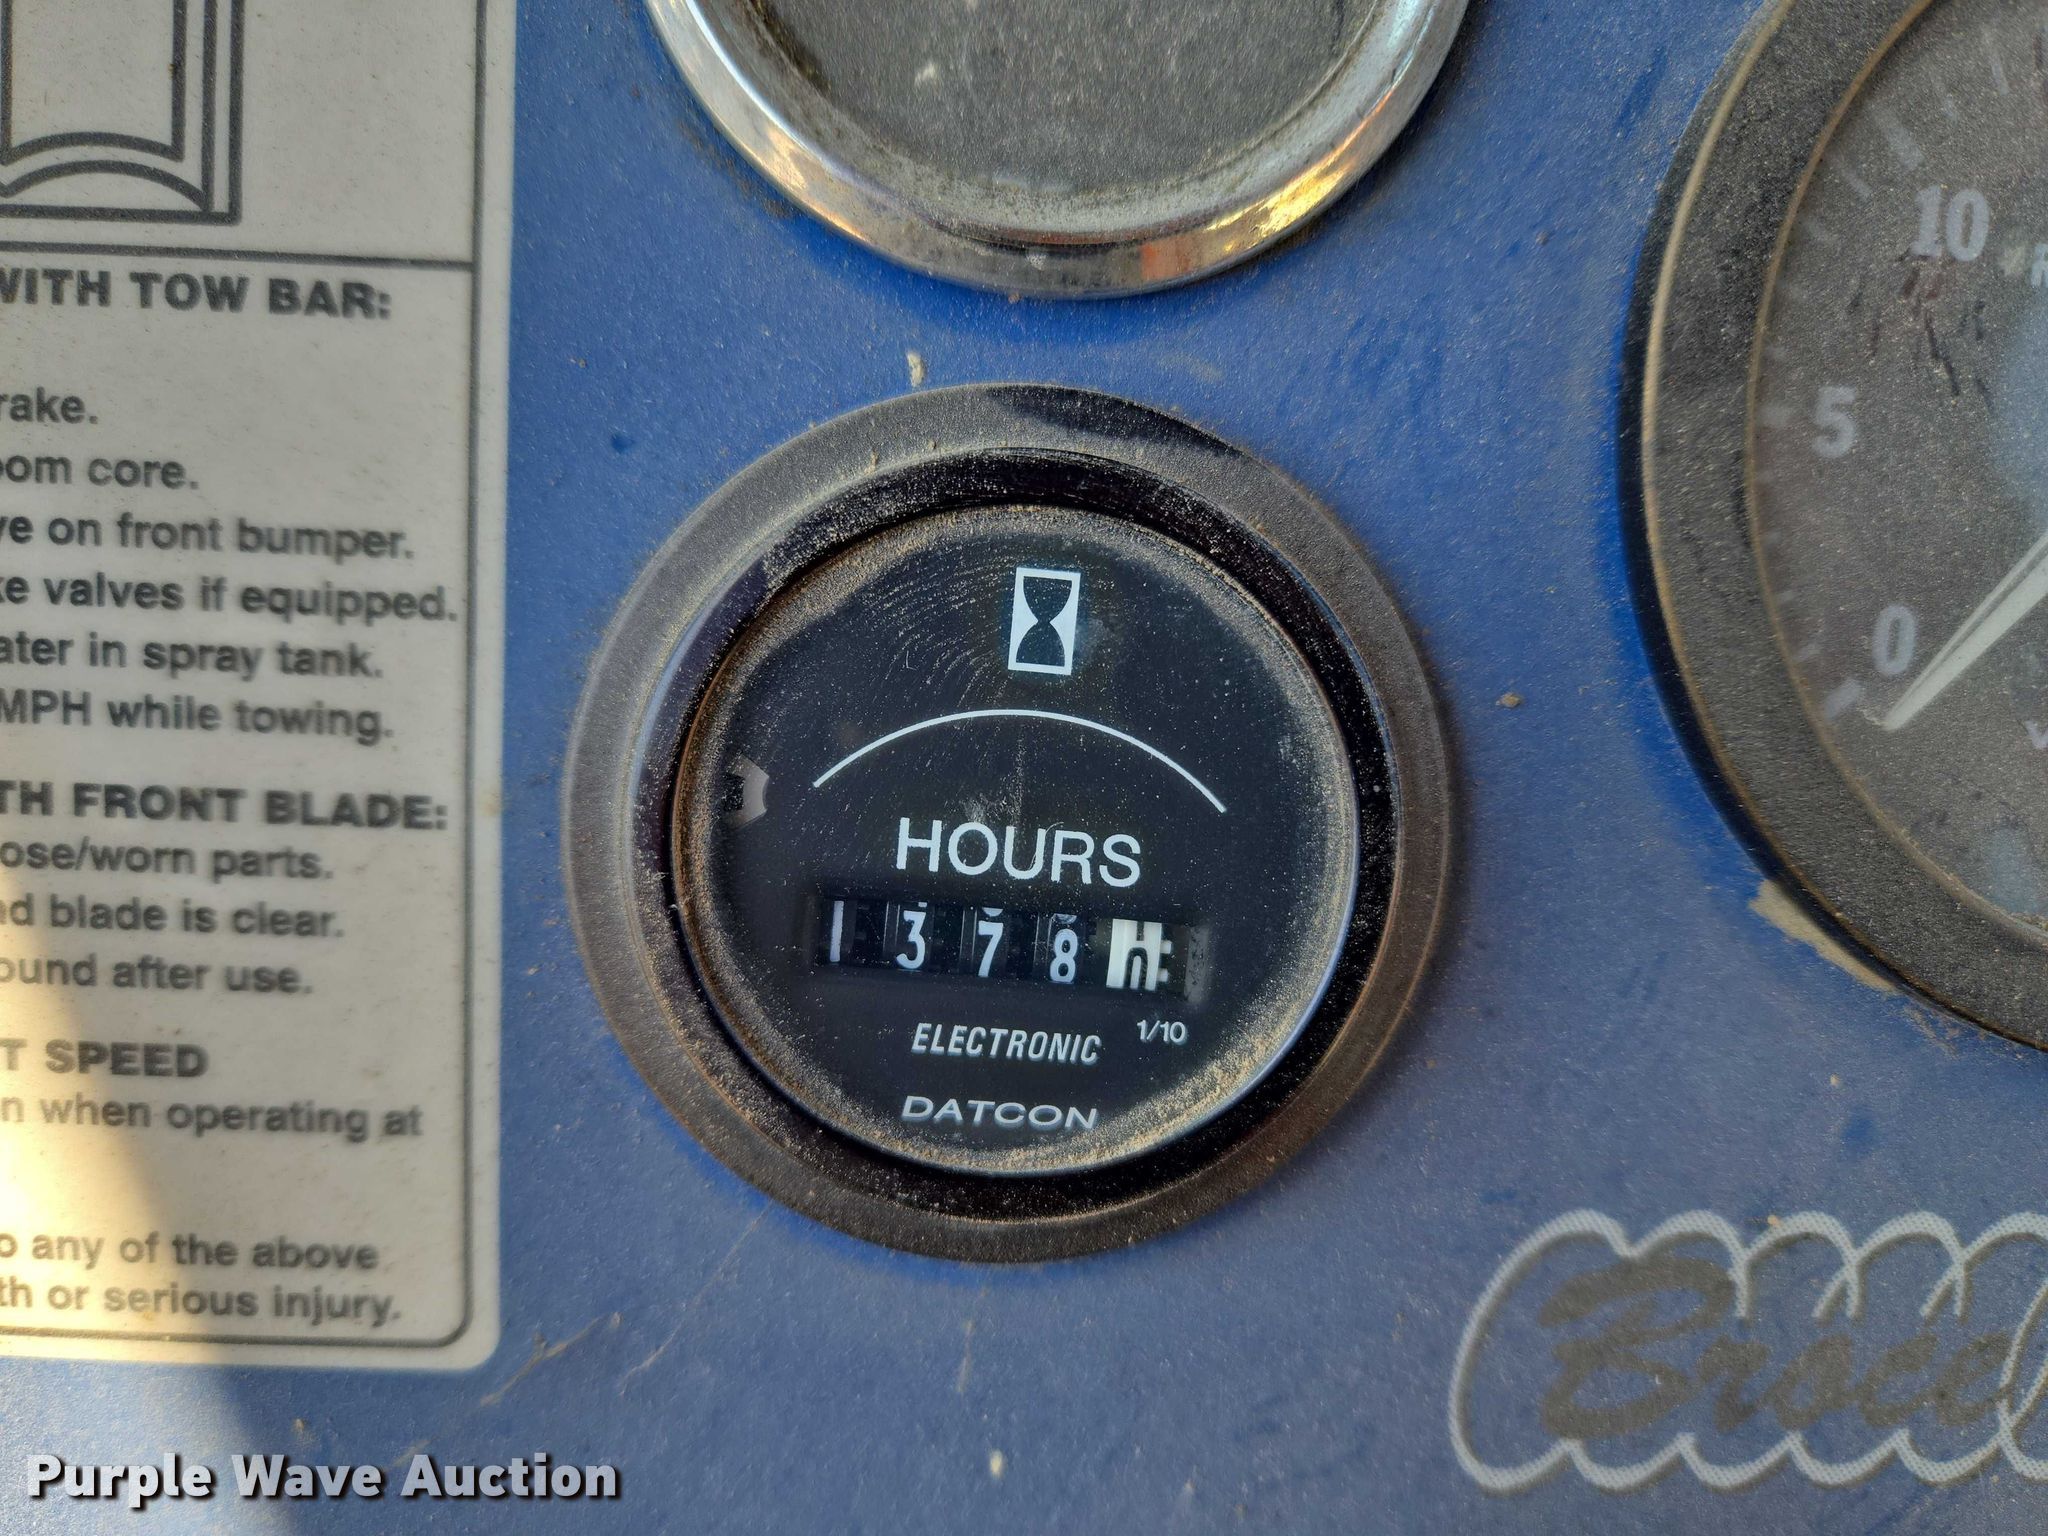 WITH TOW BAR:
rake.
oom core.
ve on front bumper.
ke valves if equipped.
ater in spray tank.
MPH while towing.
TH FRONT BLADE:
ose/worn parts.
nd blade is clear.
ound after use.
T SPEED
n when operating at
o any of the above
th or serious injury.
HOURS
1 3 7 8
ELECTRONIC 1/10
DATCON
10
5
0
Broce
Purple Wave Auction